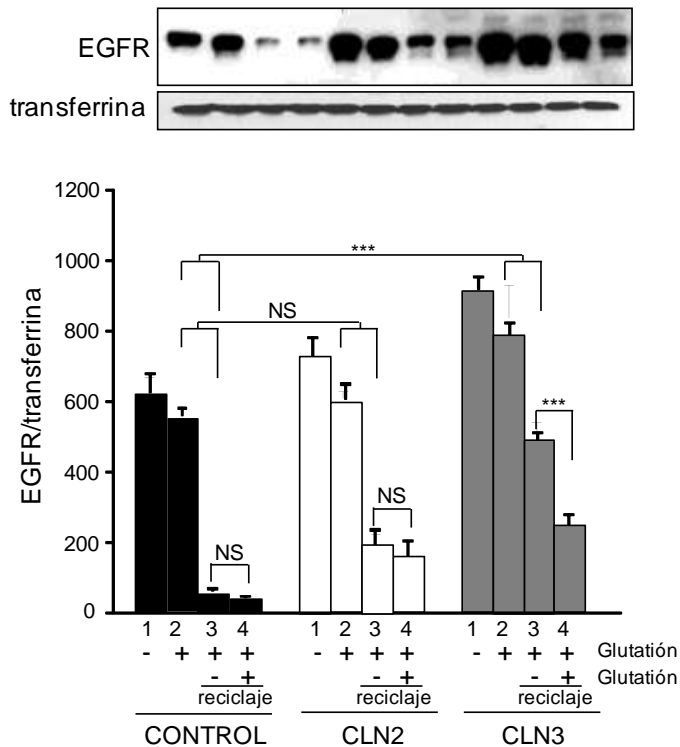 EGFR
transferrina
1200
1000
800
600
400
200
0
EGFR/transferrina
***
NS
NS
NS
***
1 2 3 4 1 2 3 4 1 2 3 4
- + + + - + + + - + + + Glutatión
- + - + - + Glutatión
reciclaje reciclaje reciclaje
CONTROL CLN2 CLN3